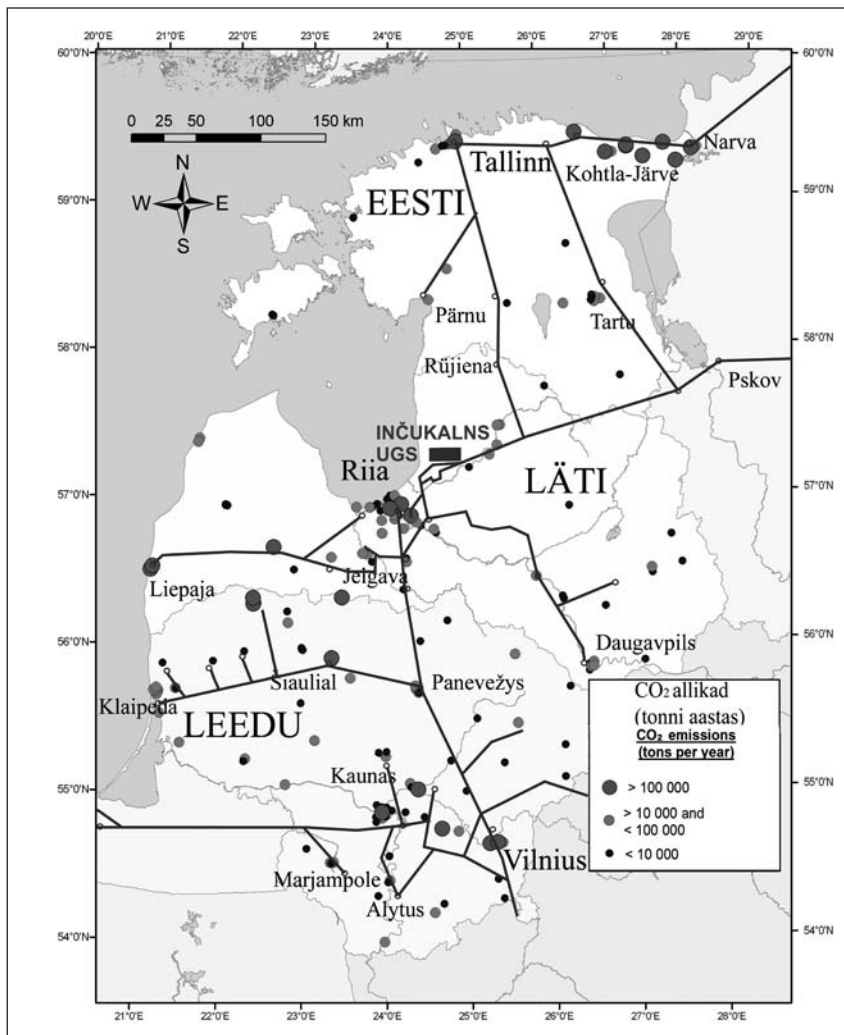 20°0'E 21°0'E 22°0'E 23°0'E 24°0'E 25°0'E 26°0'E 27°0'E 28°0'E 29°0'E
60°0'N
60°0'N
0 25 50 100 150 km
N
W E
S
Tallinn
Narva
Kohtla-Järve
EESTI
59°0'N
59°0'N
Pärnu
Tartu
58°0'N
58°0'N
Rüjiena
Pskov
INČUKALNS
UGS
Riia
LÄTI
57°0'N
57°0'N
Jelgava
Liepaja
56°0'N
56°0'N
Daugavpils
Siaulial
Panevežys
Klaipeda
LEEDU
CO₂ allikad
(tonni aastas)
CO₂ emissions
(tons per year)
> 100 000
> 10 000 and
< 100 000
< 10 000
Kaunas
55°0'N
55°0'N
Vilnius
Marjampole
Alytus
54°0'N
54°0'N
21°0'E 22°0'E 23°0'E 24°0'E 25°0'E 26°0'E 27°0'E 28°0'E